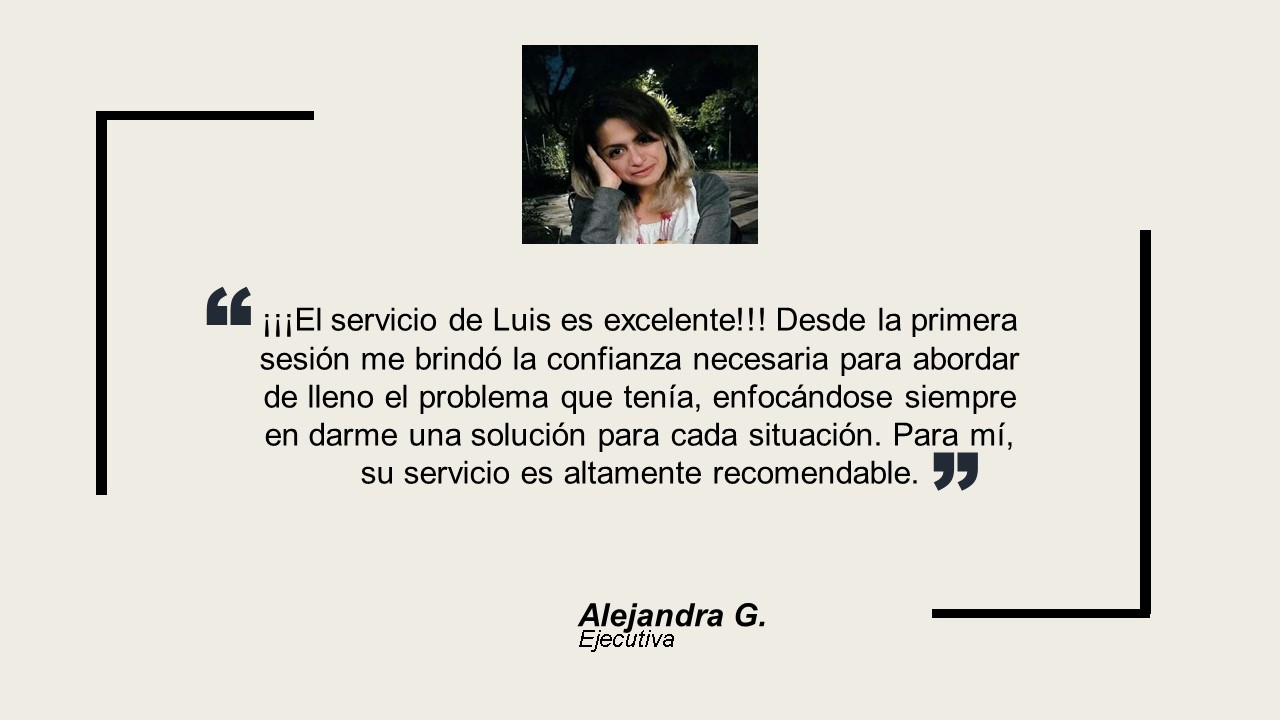 “ ¡¡¡El servicio de Luis es excelente!!! Desde la primera
sesión me brindó la confianza necesaria para abordar
de lleno el problema que tenía, enfocándose siempre
en darme una solución para cada situación. Para mí,
su servicio es altamente recomendable. ”
Alejandra G.
Ejecutiva